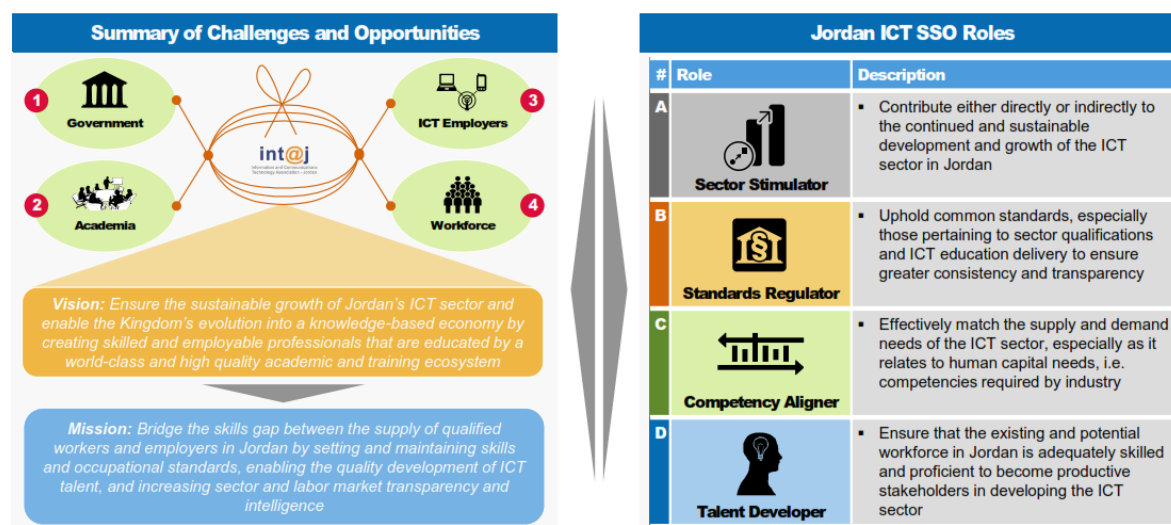 Summary of Challenges and Opportunities
1
Government
3
ICT Employers
int@j
Information and Communications
Technology Association - Jordan
2
Academia
4
Workforce
Vision: Ensure the sustainable growth of Jordan's ICT sector and
enable the Kingdom's evolution into a knowledge-based economy by
creating skilled and employable professionals that are educated by a
world-class and high quality academic and training ecosystem
Mission: Bridge the skills gap between the supply of qualified
workers and employers in Jordan by setting and maintaining skills
and occupational standards, enabling the quality development of ICT
talent, and increasing sector and labor market transparency and
intelligence
Jordan ICT SSO Roles
# Role Description
A
Sector Stimulator
▪ Contribute either directly or indirectly to
the continued and sustainable
development and growth of the ICT
sector in Jordan
B
§
Standards Regulator
▪ Uphold common standards, especially
those pertaining to sector qualifications
and ICT education delivery to ensure
greater consistency and transparency
C
Competency Aligner
▪ Effectively match the supply and demand
needs of the ICT sector, especially as it
relates to human capital needs, i.e.
competencies required by industry
D
Talent Developer
▪ Ensure that the existing and potential
workforce in Jordan is adequately skilled
and proficient to become productive
stakeholders in developing the ICT
sector